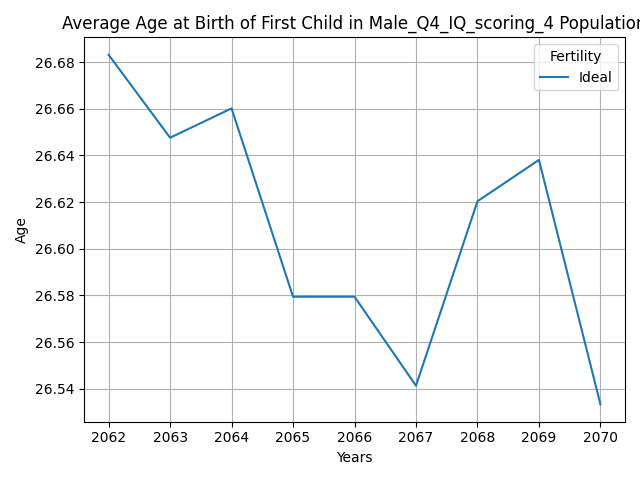 Average Age at Birth of First Child in Male_Q4_IQ_scoring_4 Population
Fertility
Ideal
26.68
26.66
26.64
26.62
26.60
26.58
26.56
26.54
Age
2062 2063 2064 2065 2066 2067 2068 2069 2070
Years